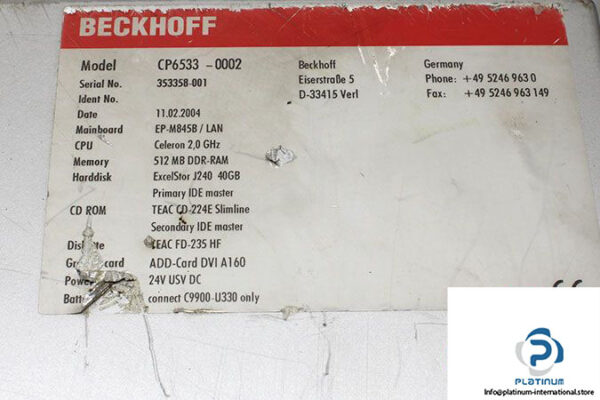 BECKHOFF
Model CP6533 -0002 Beckhoff Germany
Serial No. 353358-001 Eiserstraße 5 Phone: +49 5246 963 0
Ident No. D-33415 Verl Fax: +49 5246 963 149
Date 11.02.2004
Mainboard EP-M845B / LAN
CPU Celeron 2,0 GHz
Memory 512 MB DDR-RAM
Harddisk ExcelStor J240 40GB
Primary IDE master
CD ROM TEAC CD-224E Slimline
Secondary IDE master
TEAC FD-235 HF
card ADD-Card DVI A160
24V USV DC
connect C9900-U330 only
PLATINUM
https://platinum-international.store